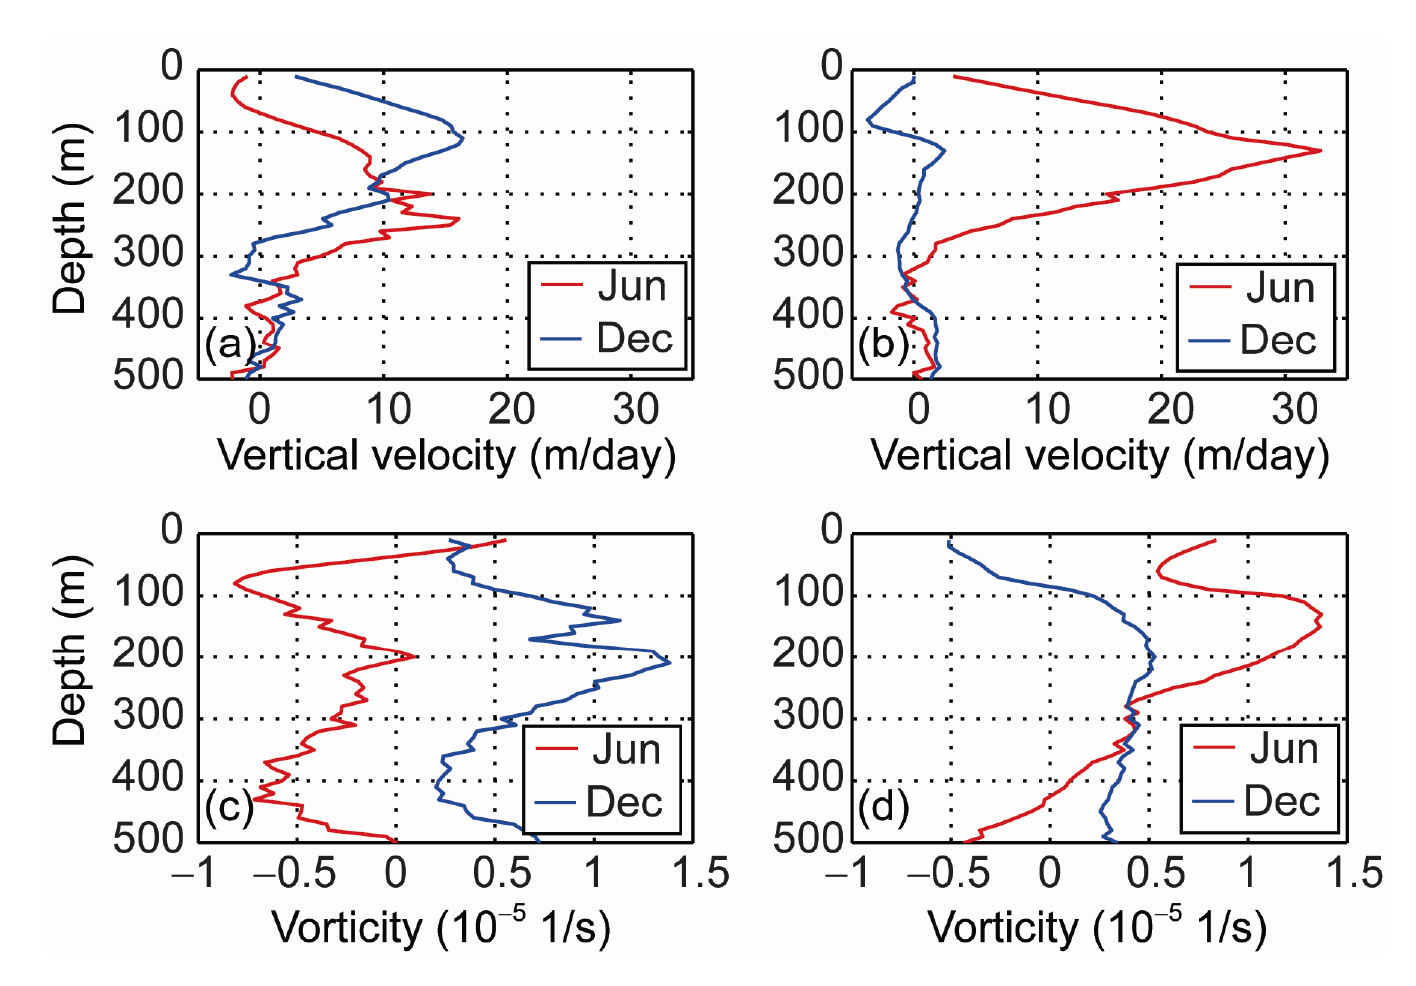 0
100
200
300
400
500
Depth (m)
(a)
Jun
Dec
0 10 20 30
Vertical velocity (m/day)
0
100
200
300
400
500
(b)
Jun
Dec
0 10 20 30
Vertical velocity (m/day)
0
100
200
300
400
500
Depth (m)
(c)
Jun
Dec
−1 −0.5 0 0.5 1 1.5
Vorticity (10⁻⁵ 1/s)
0
100
200
300
400
500
(d)
Jun
Dec
−1 −0.5 0 0.5 1 1.5
Vorticity (10⁻⁵ 1/s)